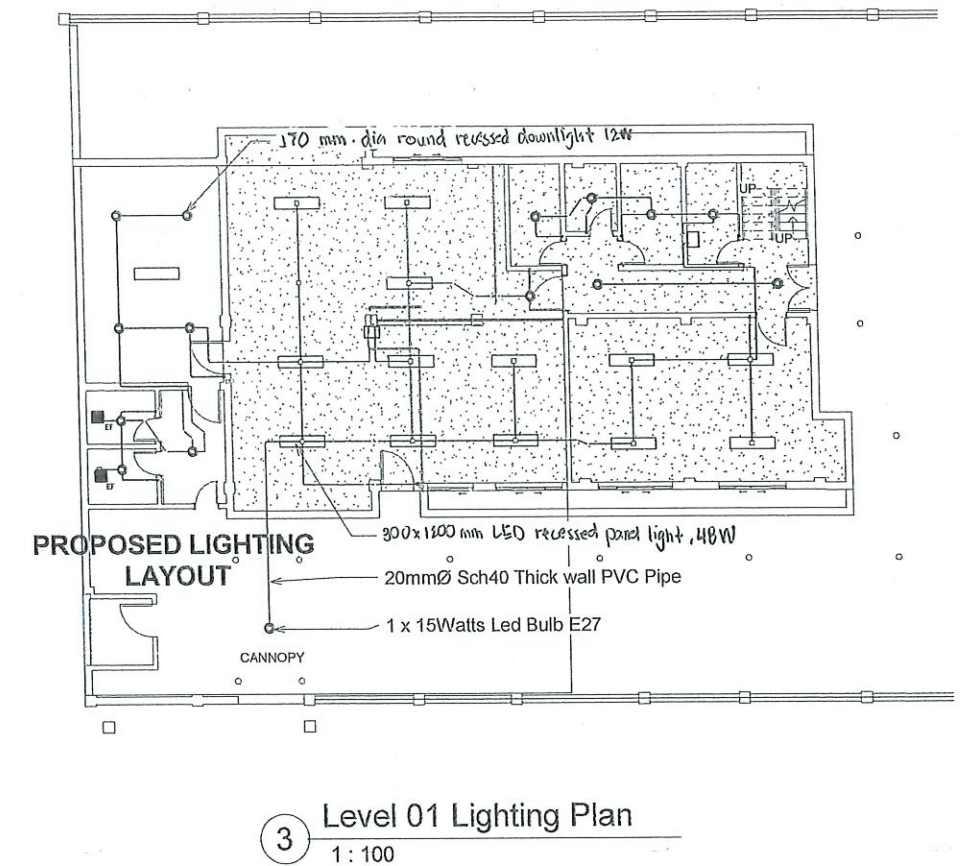 170 mm. dia round recessed downlight 12W
UP
UP
EF
EF
300x1200 mm LED recessed panel light, 48W
PROPOSED LIGHTING
LAYOUT
20mmØ Sch40 Thick wall PVC Pipe
1 x 15Watts Led Bulb E27
CANNOPY
3
Level 01 Lighting Plan
1 : 100